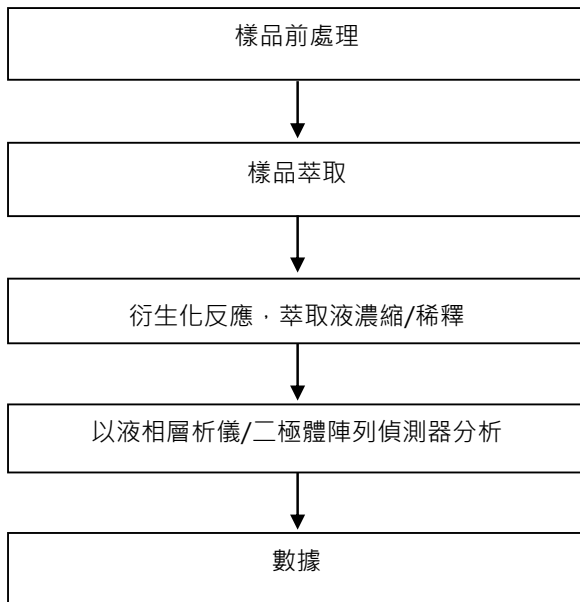 樣品前處理
樣品萃取
衍生化反應，萃取液濃縮/稀釋
以液相層析儀/二極體陣列偵測器分析
數據